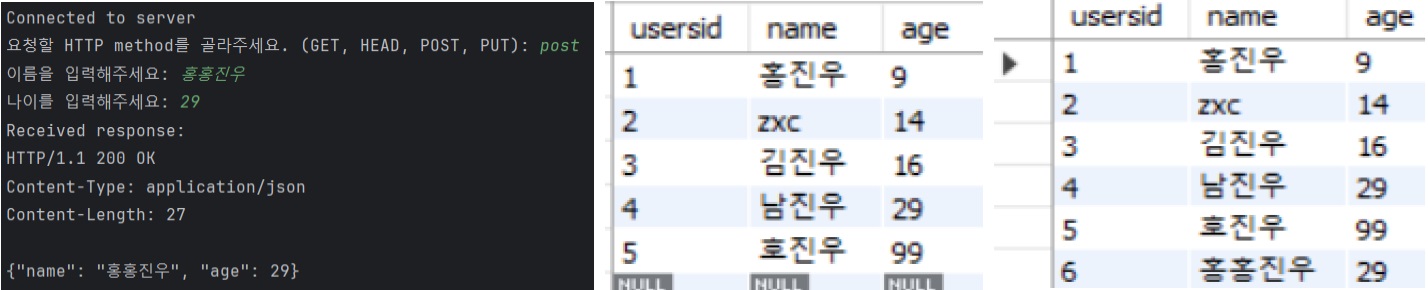 Connected to server
요청할 HTTP method를 골라주세요. (GET, HEAD, POST, PUT): post
이름을 입력해주세요: 홍홍진우
나이를 입력해주세요: 29
Received response:
HTTP/1.1 200 OK
Content-Type: application/json
Content-Length: 27
{"name": "홍홍진우", "age": 29}
usersid name age
1 홍진우 9
2 zxc 14
3 김진우 16
4 남진우 29
5 호진우 99
NULL NULL NULL
usersid name age
1 홍진우 9
2 zxc 14
3 김진우 16
4 남진우 29
5 호진우 99
6 홍홍진우 29